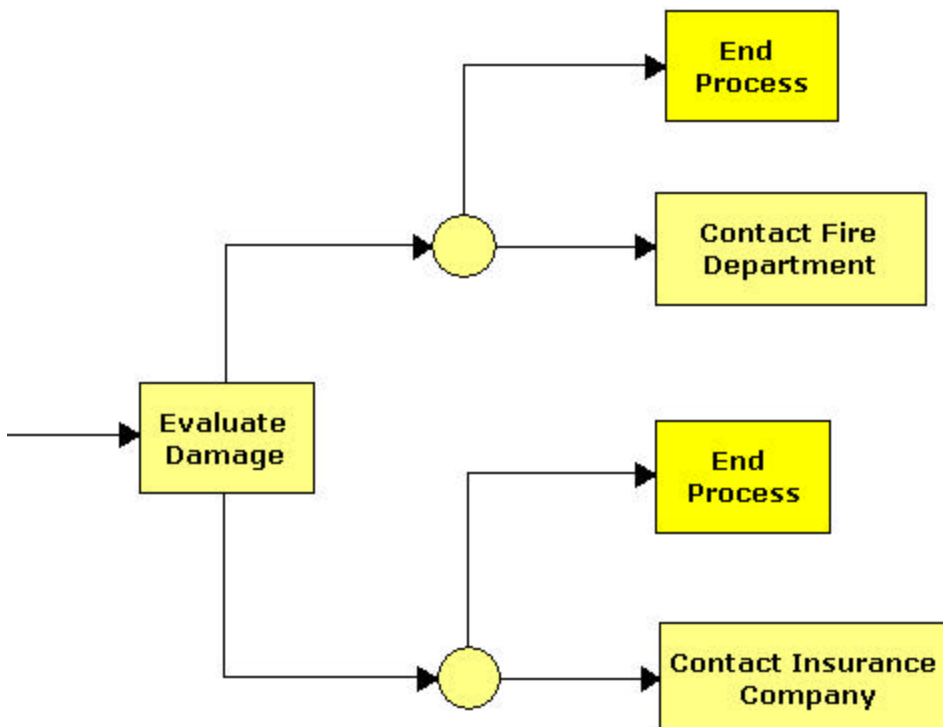 End
Process
Contact Fire
Department
Evaluate
Damage
End
Process
Contact Insurance
Company